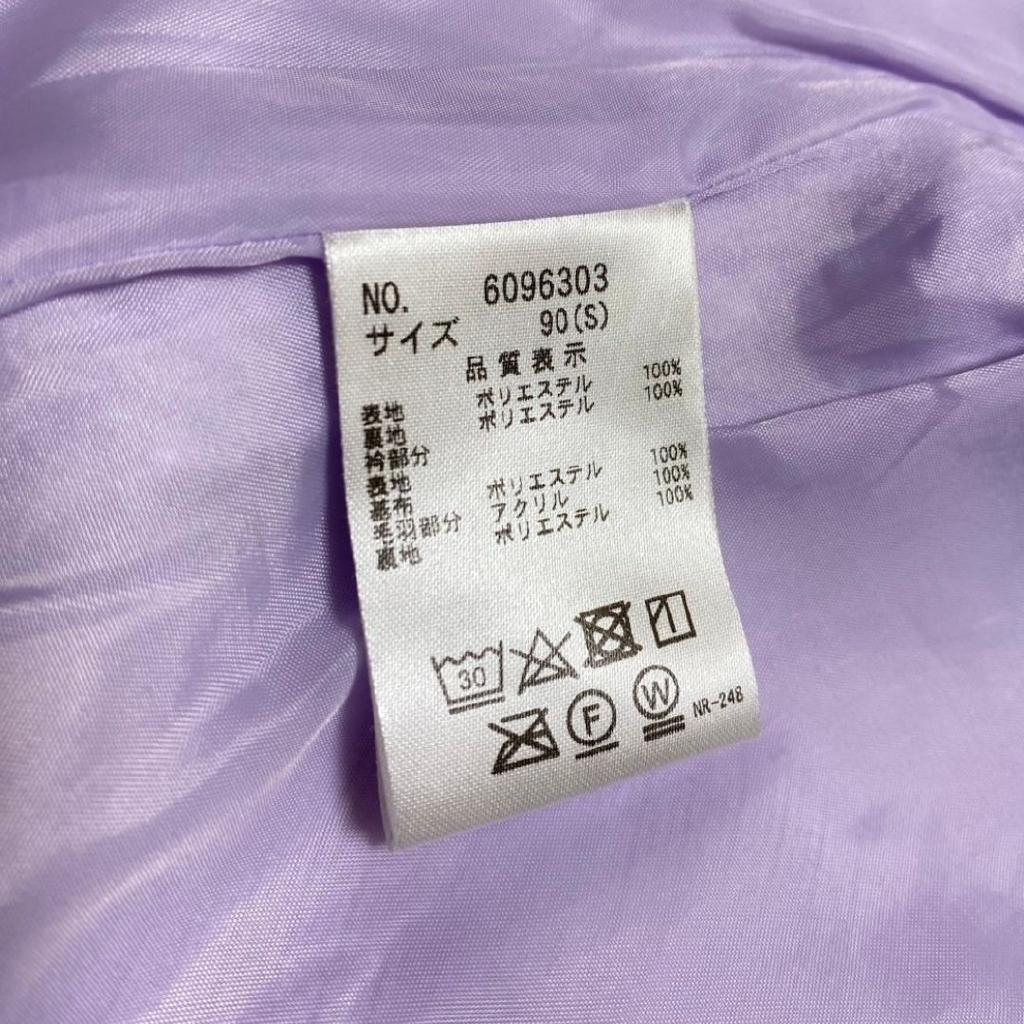 NO. 6096303
サイズ 90(S)
品質表示
表地 ポリエステル 100%
裏地 ポリエステル 100%
衿部分
表地
基布 ポリエステル 100%
毛羽部分 アクリル 100%
裏地 ポリエステル 100%
30
F W NR-248